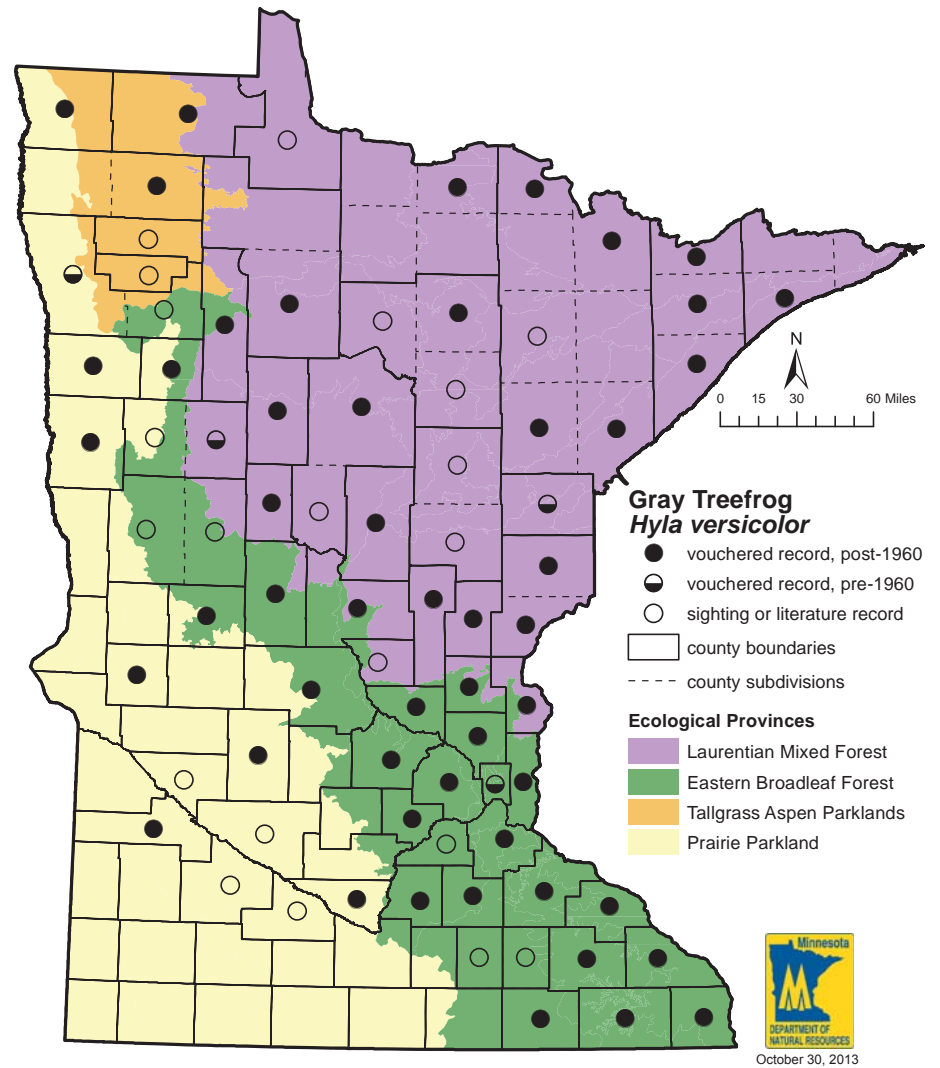 N
0 15 30 60 Miles
Gray Treefrog
Hyla versicolor
vouchered record, post-1960
vouchered record, pre-1960
sighting or literature record
county boundaries
county subdivisions
Ecological Provinces
Laurentian Mixed Forest
Eastern Broadleaf Forest
Tallgrass Aspen Parklands
Prairie Parkland
Minnesota
M
DEPARTMENT OF
NATURAL RESOURCES
October 30, 2013